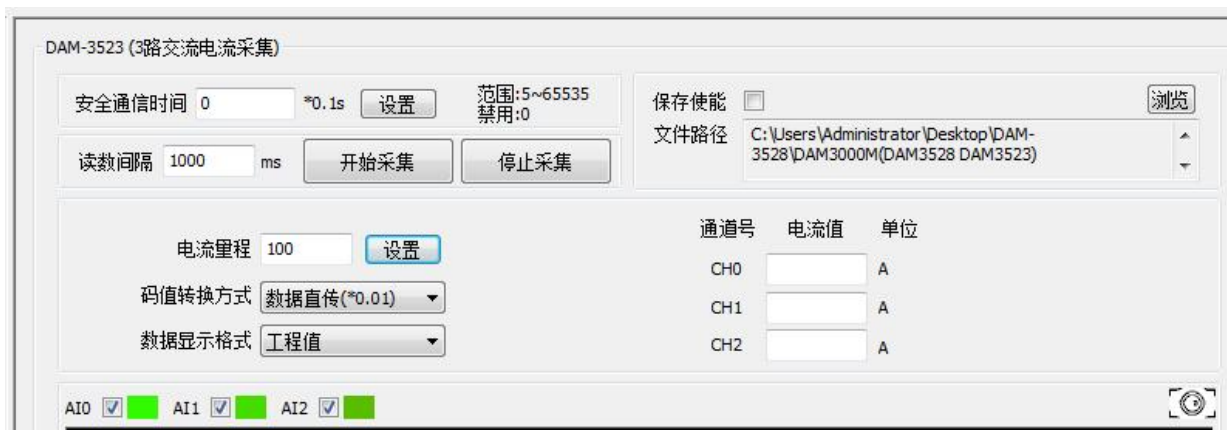 DAM-3523 (3路交流电流采集)
安全通信时间 0 *0.1s 设置 范围:5~65535
禁用:0
保存使能 浏览
文件路径 C:\Users\Administrator\Desktop\DAM-
3528\DAM3000M(DAM3528 DAM3523)
读数间隔 1000 ms 开始采集 停止采集
通道号 电流值 单位
电流里程 100 设置
CH0 A
码值转换方式 数据直传(*0.01)
CH1 A
数据显示格式 工程值
CH2 A
AI0 AI1 AI2